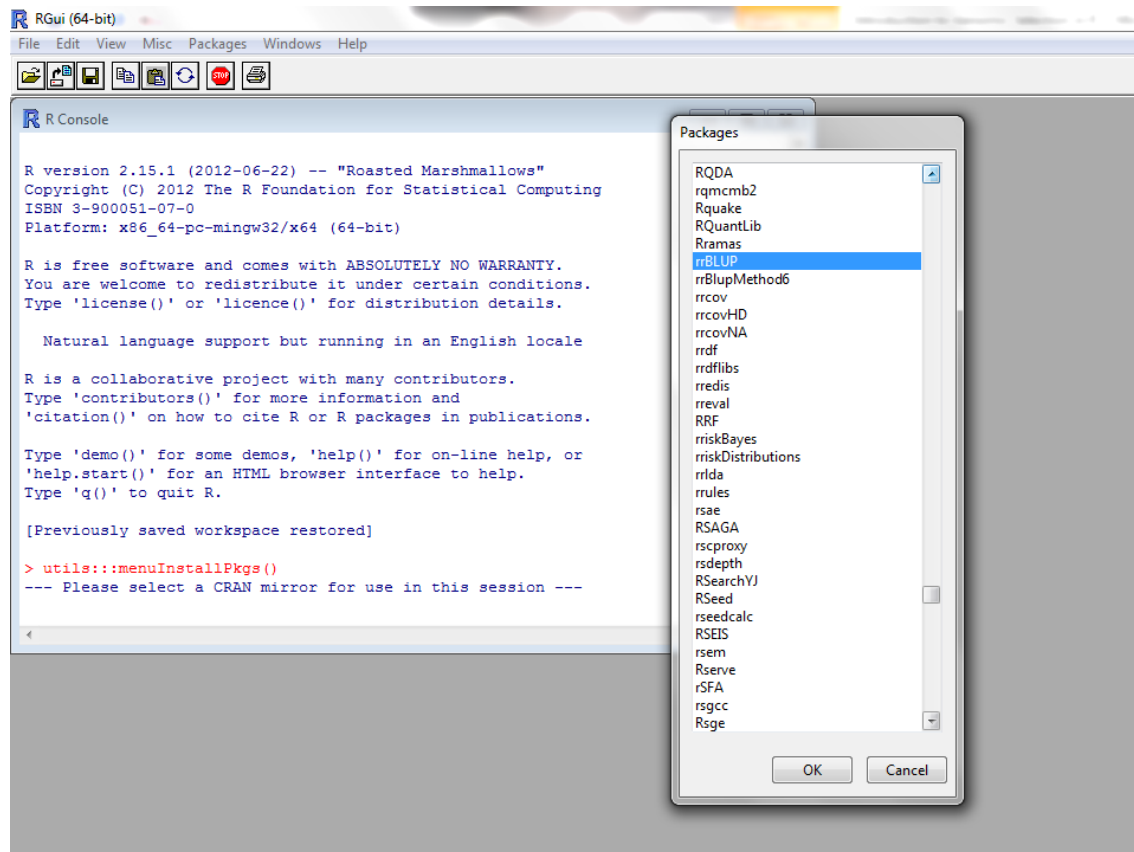 RGui (64-bit)
File Edit View Misc Packages Windows Help
STOP
R Console
R version 2.15.1 (2012-06-22) -- "Roasted Marshmallows"
Copyright (C) 2012 The R Foundation for Statistical Computing
ISBN 3-900051-07-0
Platform: x86_64-pc-mingw32/x64 (64-bit)
R is free software and comes with ABSOLUTELY NO WARRANTY.
You are welcome to redistribute it under certain conditions.
Type 'license()' or 'licence()' for distribution details.
Natural language support but running in an English locale
R is a collaborative project with many contributors.
Type 'contributors()' for more information and
'citation()' on how to cite R or R packages in publications.
Type 'demo()' for some demos, 'help()' for on-line help, or
'help.start()' for an HTML browser interface to help.
Type 'q()' to quit R.
[Previously saved workspace restored]
> utils:::menuInstallPkgs()
--- Please select a CRAN mirror for use in this session ---
Packages
RQDA
rqmcmb2
Rquake
RQuantLib
Rramas
rrBLUP
rrBlupMethod6
rrcov
rrcovHD
rrcovNA
rrdf
rrdflibs
rredis
rreval
RRF
rriskBayes
rriskDistributions
rrlda
rrules
rsae
RSAGA
rscproxy
rsdepth
RSearchYJ
RSeed
rseedcalc
RSEIS
rsem
Rserve
rSFA
rsgcc
Rsge
OK Cancel